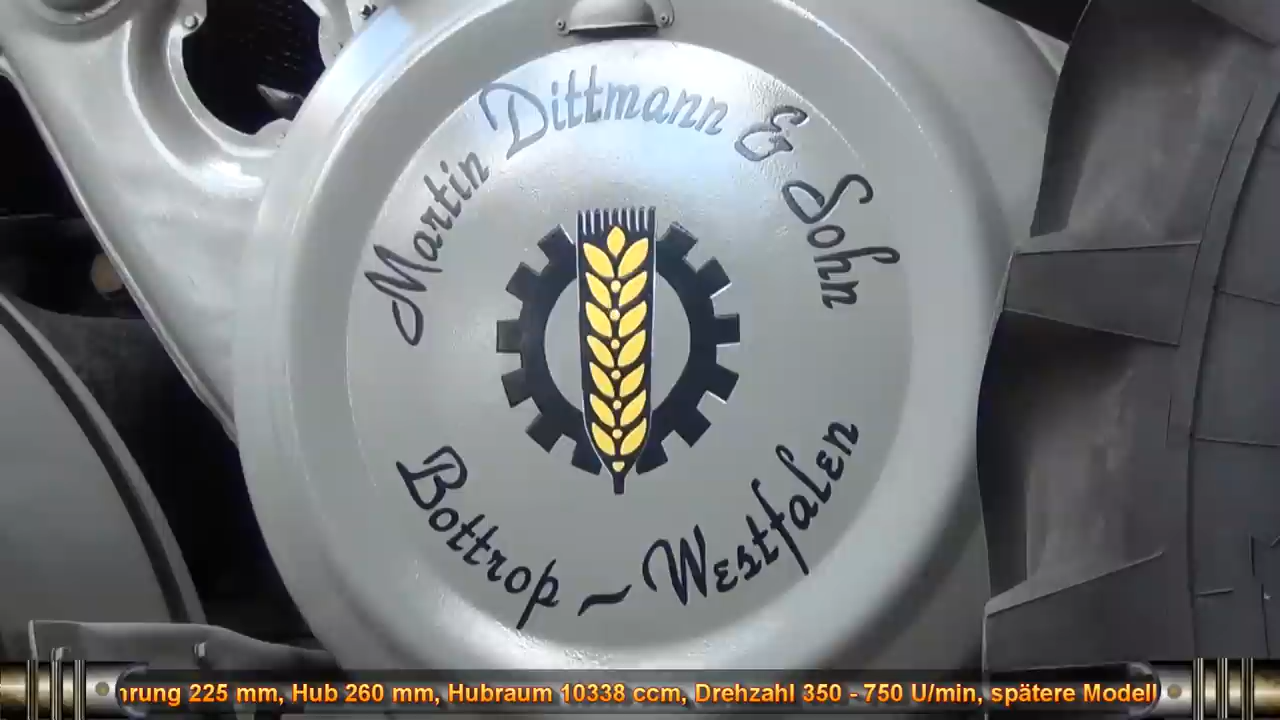 Martin Dittmann & Sohn
Bottrop ~ Westfalen
hrung 225 mm, Hub 260 mm, Hubraum 10338 ccm, Drehzahl 350 - 750 U/min, spätere Modell